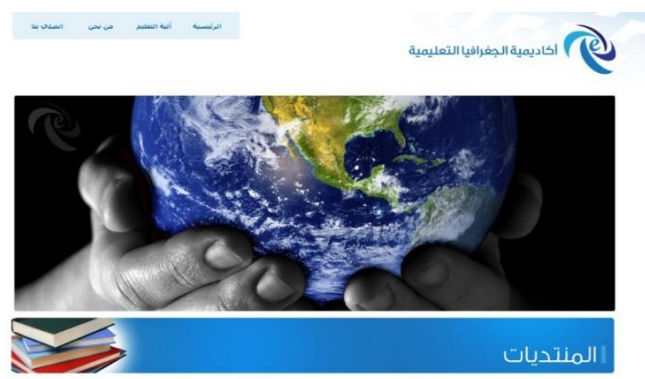 الرئيسية آلية التعليم من نحن اتصل بنا
أكاديمية الجغرافيا التعليمية
المنتديات